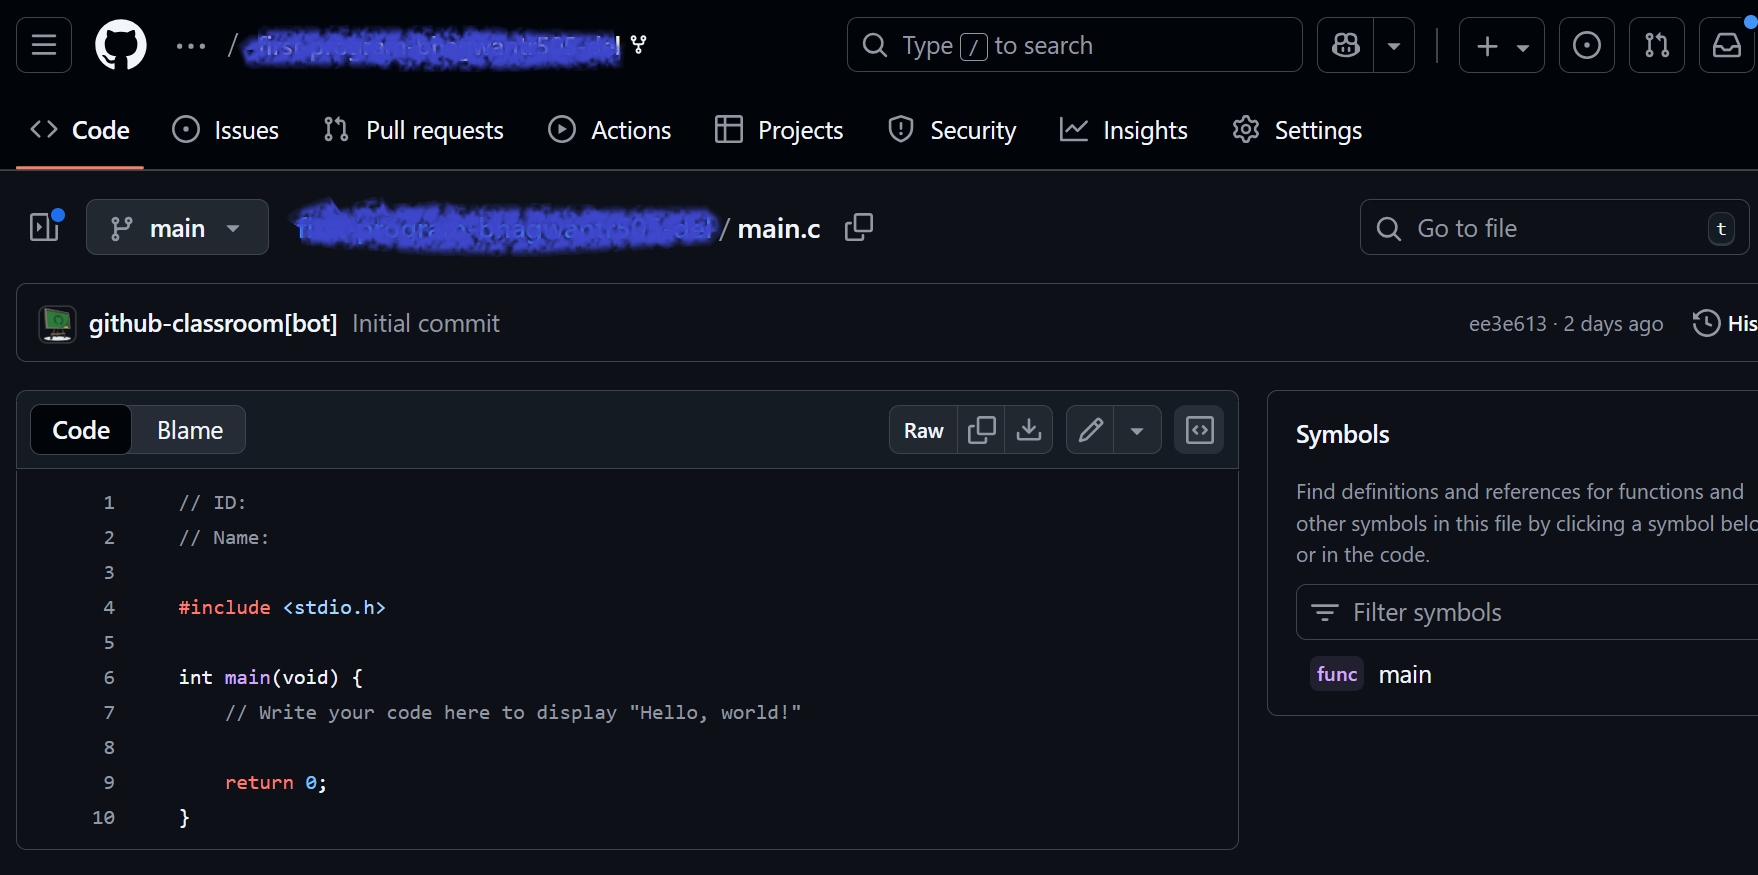 /
Type / to search
Code Issues Pull requests Actions Projects Security Insights Settings
main / main.c
Go to file t
github-classroom[bot] Initial commit
ee3e613 · 2 days ago His
Code Blame
Raw
1 // ID:
2 // Name:
3
4 #include <stdio.h>
5
6 int main(void) {
7 // Write your code here to display "Hello, world!"
8
9 return 0;
10 }
Symbols
Find definitions and references for functions and
other symbols in this file by clicking a symbol belo
or in the code.
Filter symbols
func main